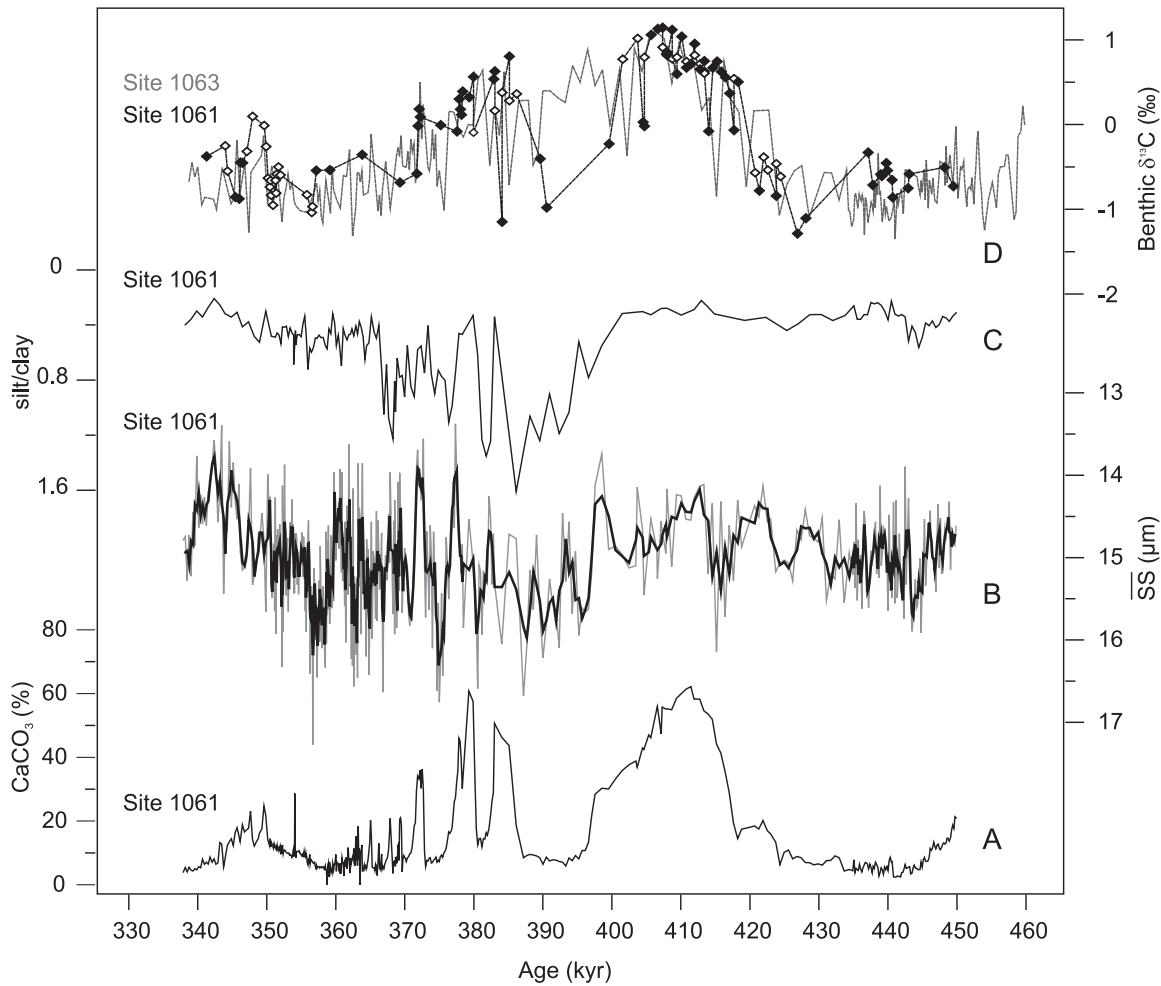 Site 1063
Site 1061
D
Site 1061
C
Site 1061
B
Site 1061
A
0
0.8
1.6
silt/clay
80
60
40
20
0
CaCO₃ (%)
1
0
-1
-2
Benthic δ¹³C (‰)
13
14
15
16
17
S̅S̅ (μm)
330 340 350 360 370 380 390 400 410 420 430 440 450 460
Age (kyr)